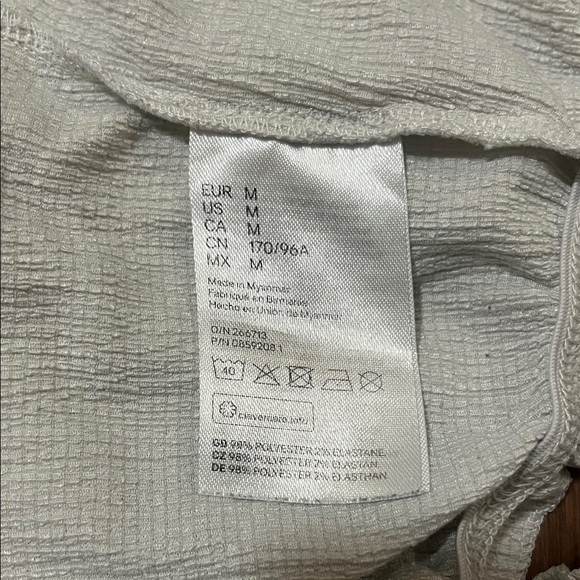 EUR M
US M
CA M
CN 170/96A
MX M
Made in Myanmar
Fabriqué en Birmanie
Hecho en Unión de Myanmar
O/N 266713
P/N 0859208.1
40
clevercare.info
GB 98% POLYESTER 2% ELASTANE
CZ 98% POLYESTER 2% ELASTAN
DE 98% POLYESTER 2% ELASTHAN